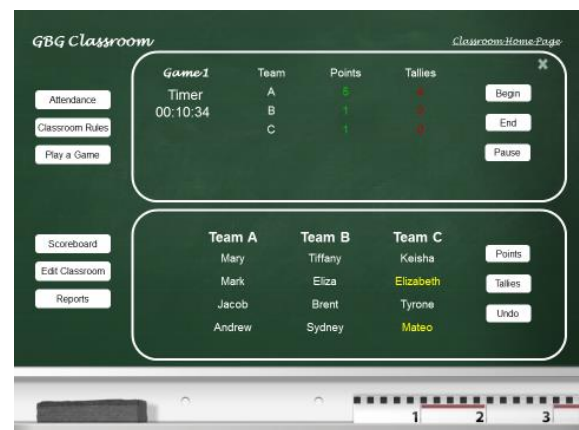 GBG Classroom
Classroom Home Page
Game 1 Team Points Tallies
Timer A 5
00:10:34 B 1
C 1
X
Begin
End
Pause
Attendance
Classroom Rules
Play a Game
Team A Team B Team C
Mary Tiffany Keisha
Mark Eliza Elizabeth
Jacob Brent Tyrone
Andrew Sydney Mateo
Points
Tallies
Undo
Scoreboard
Edit Classroom
Reports
1 2 3